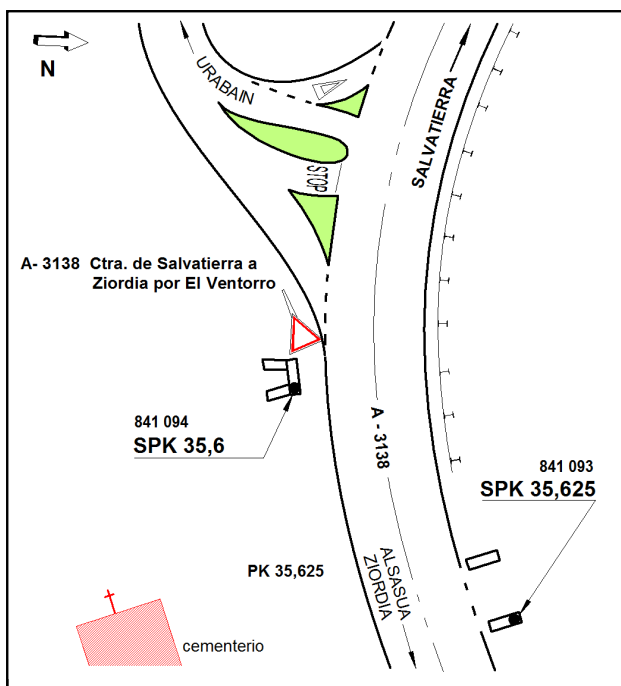 N
URABAIN
SALVATIERRA
STOP
A- 3138 Ctra. de Salvatierra a
Ziordia por El Ventorro
841 094
SPK 35,6
A - 3138
841 093
SPK 35,625
PK 35,625
ALSASUA
ZIORDIA
cementerio